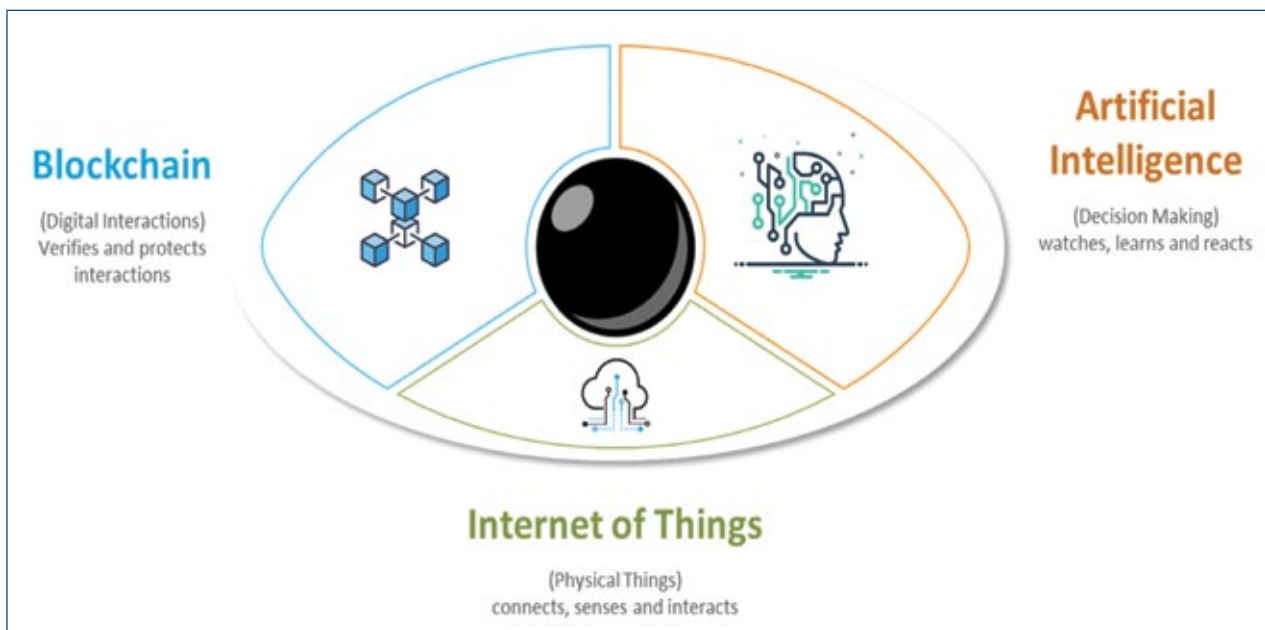 Blockchain
(Digital Interactions)
Verifies and protects
interactions
Artificial
Intelligence
(Decision Making)
watches, learns and reacts
Internet of Things
(Physical Things)
connects, senses and interacts